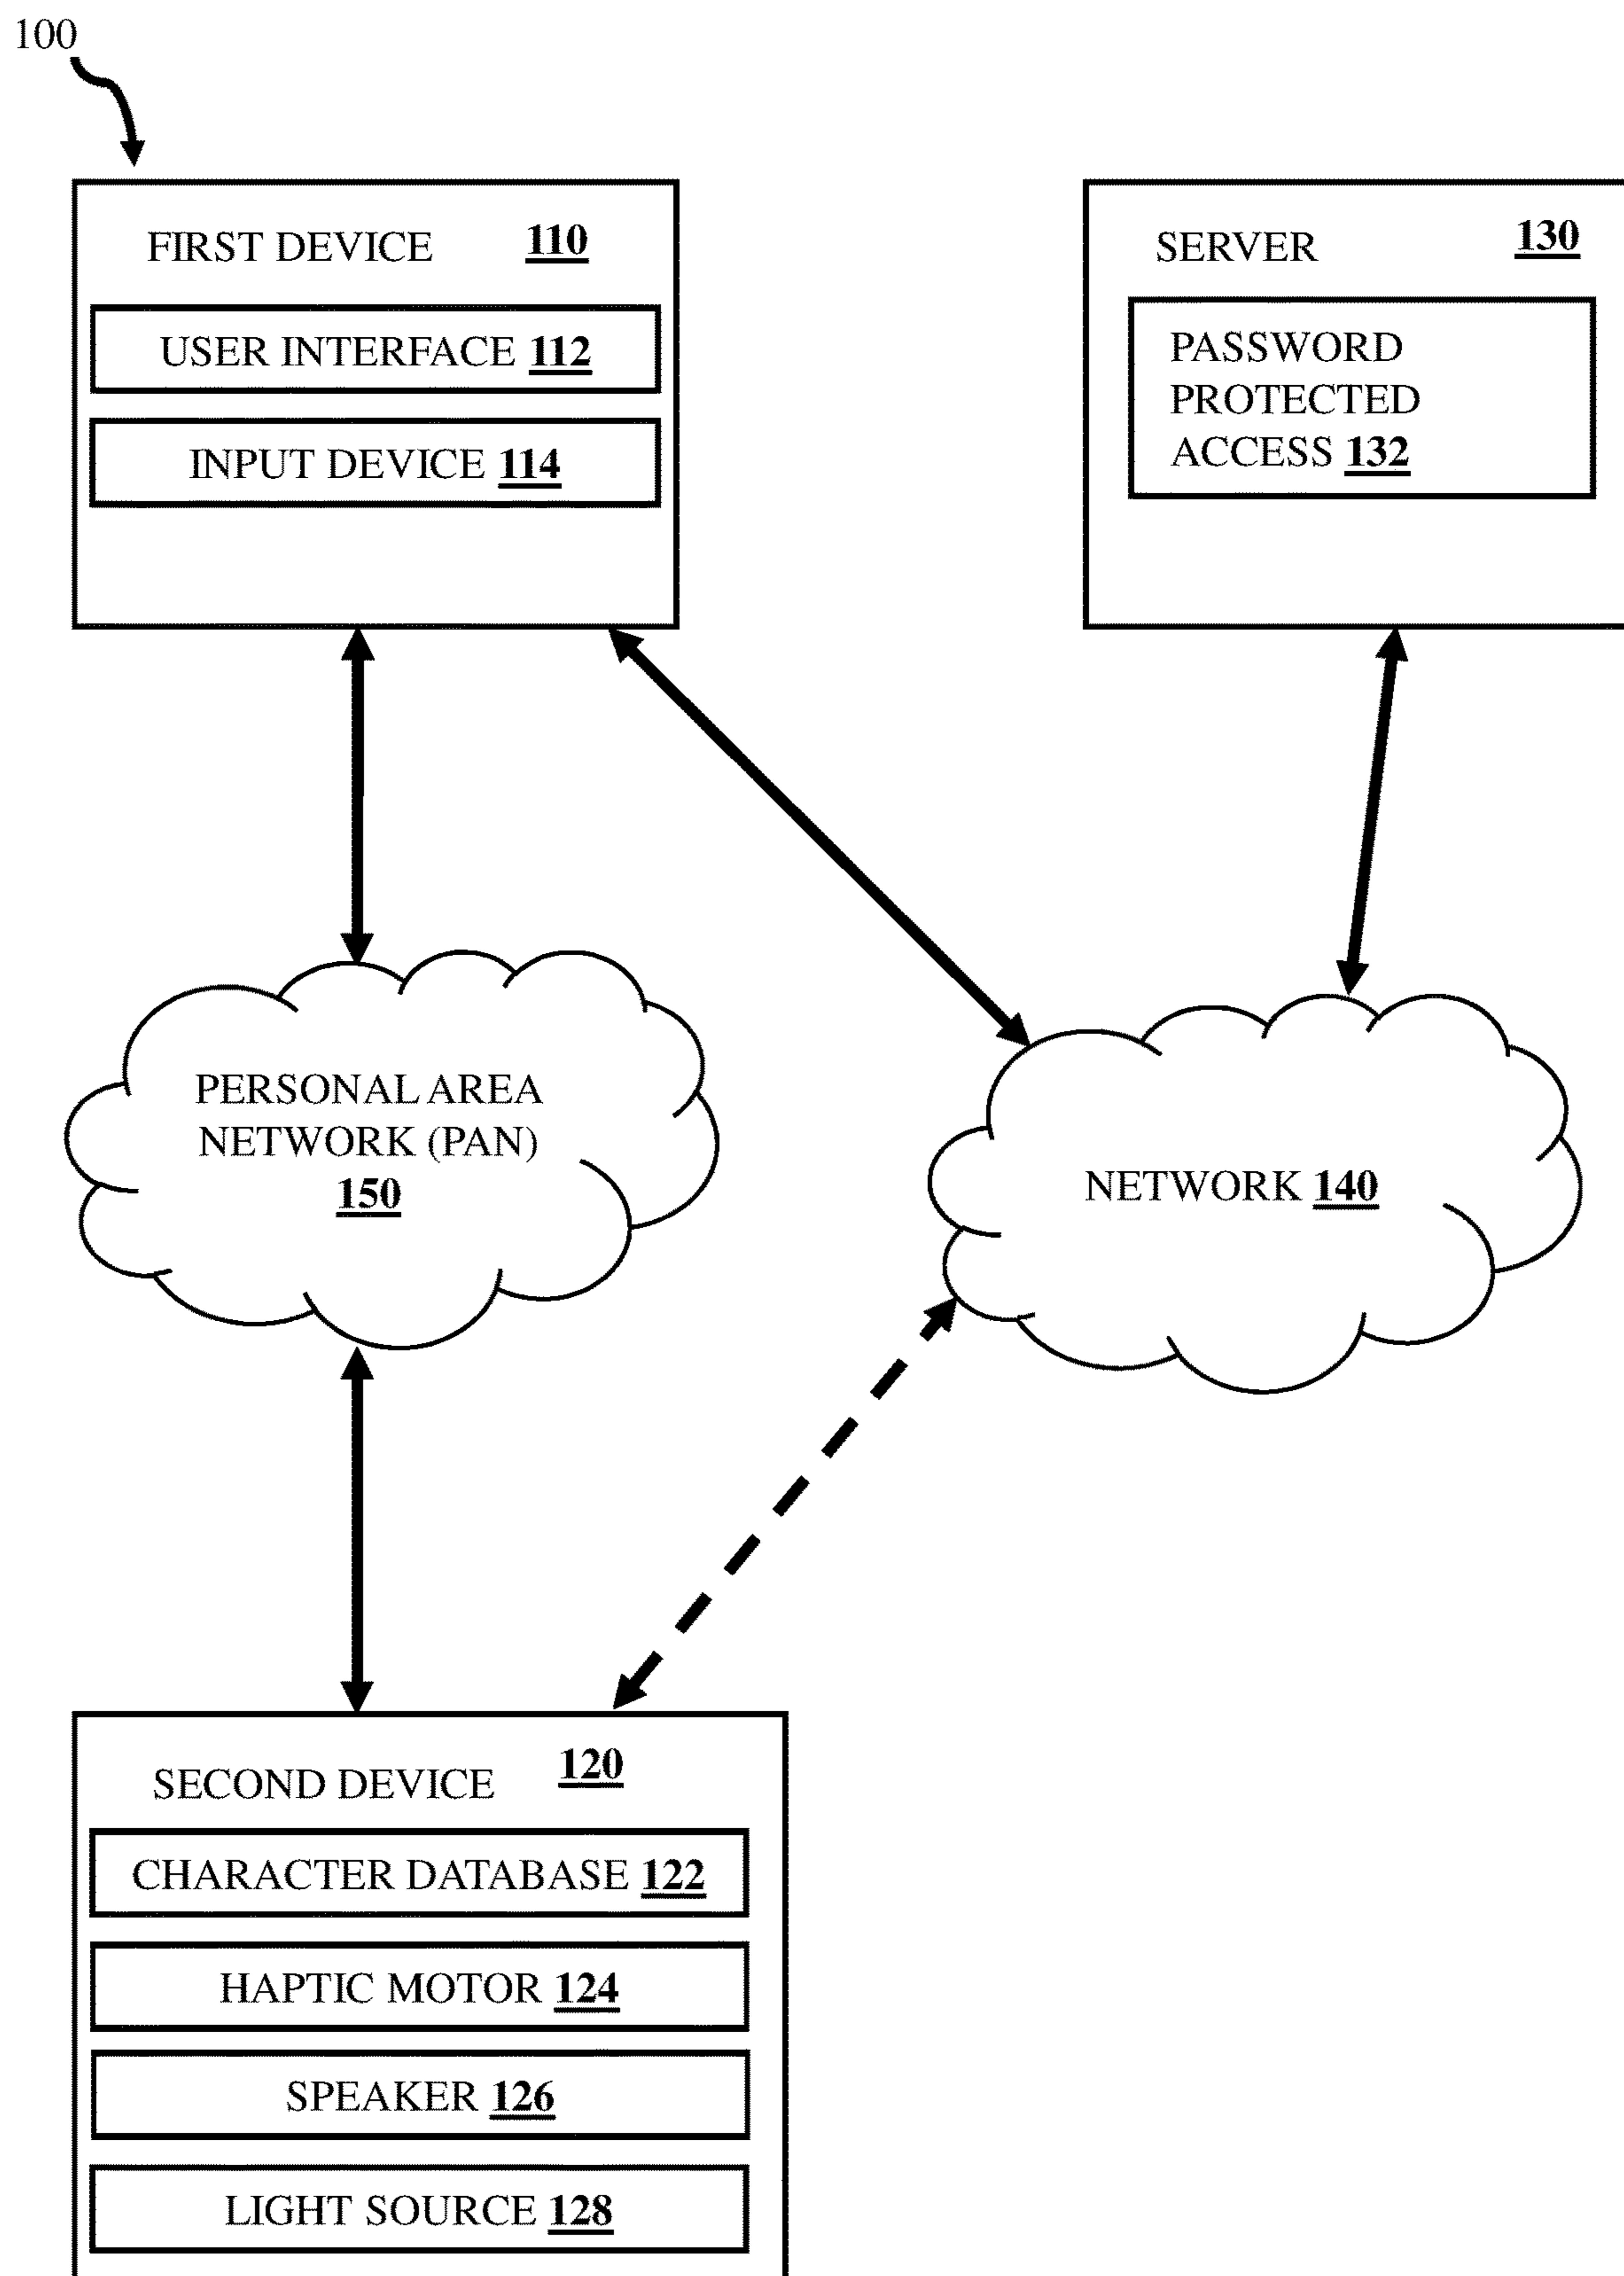 100
FIRST DEVICE 110
USER INTERFACE 112
INPUT DEVICE 114
SERVER 130
PASSWORD
PROTECTED
ACCESS 132
PERSONAL AREA
NETWORK (PAN)
150
NETWORK 140
SECOND DEVICE 120
CHARACTER DATABASE 122
HAPTIC MOTOR 124
SPEAKER 126
LIGHT SOURCE 128